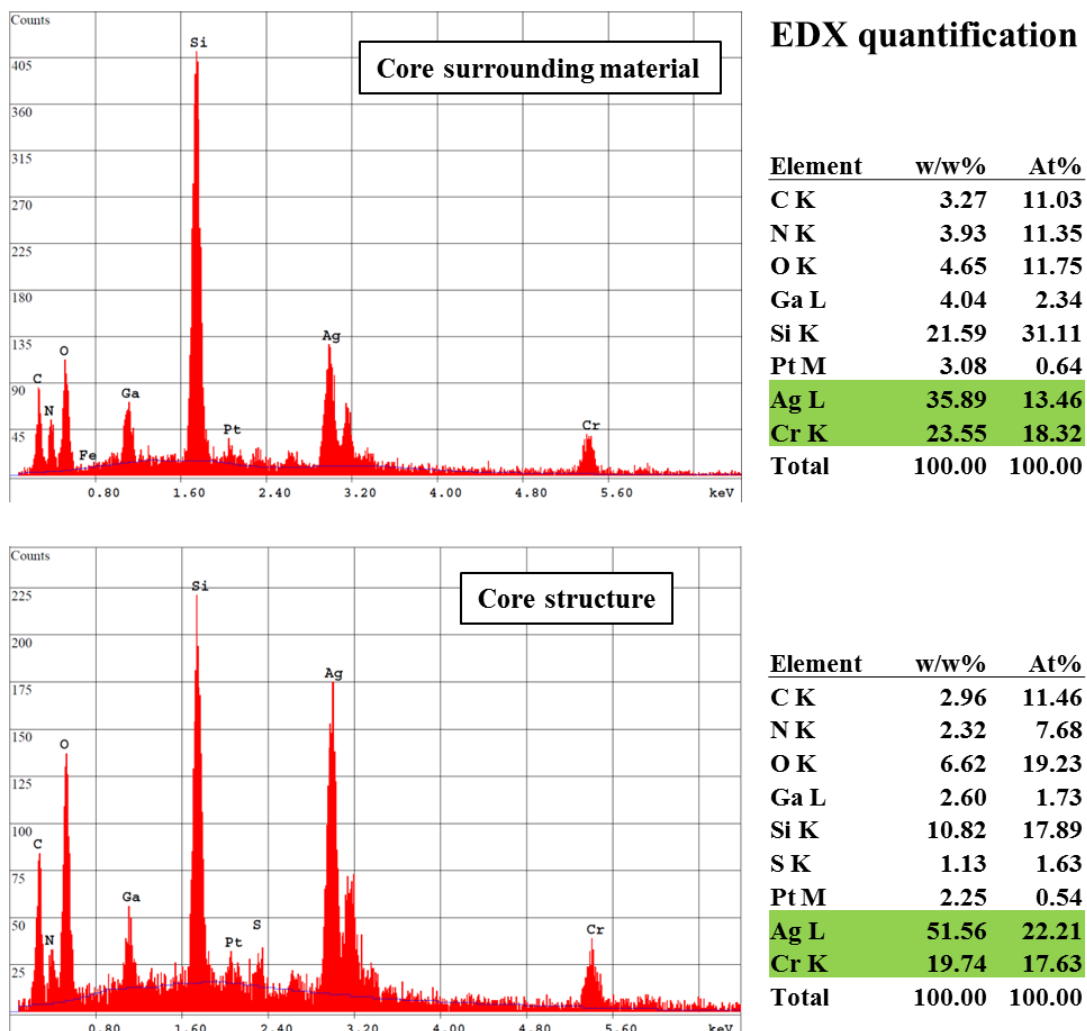 EDX quantification
Counts
405
360
315
270
225
180
135
90
45
Core surrounding material
Si
Ag
O
C
N
Fe
Ga
Pt
Cr
0.80 1.60 2.40 3.20 4.00 4.80 5.60 keV
Element w/w% At%
C K 3.27 11.03
N K 3.93 11.35
O K 4.65 11.75
Ga L 4.04 2.34
Si K 21.59 31.11
Pt M 3.08 0.64
Ag L 35.89 13.46
Cr K 23.55 18.32
Total 100.00 100.00
Counts
225
200
175
150
125
100
75
50
25
Core structure
Si
Ag
O
C
N
Ga
Pt
S
Cr
0.80 1.60 2.40 3.20 4.00 4.80 5.60 keV
Element w/w% At%
C K 2.96 11.46
N K 2.32 7.68
O K 6.62 19.23
Ga L 2.60 1.73
Si K 10.82 17.89
S K 1.13 1.63
Pt M 2.25 0.54
Ag L 51.56 22.21
Cr K 19.74 17.63
Total 100.00 100.00